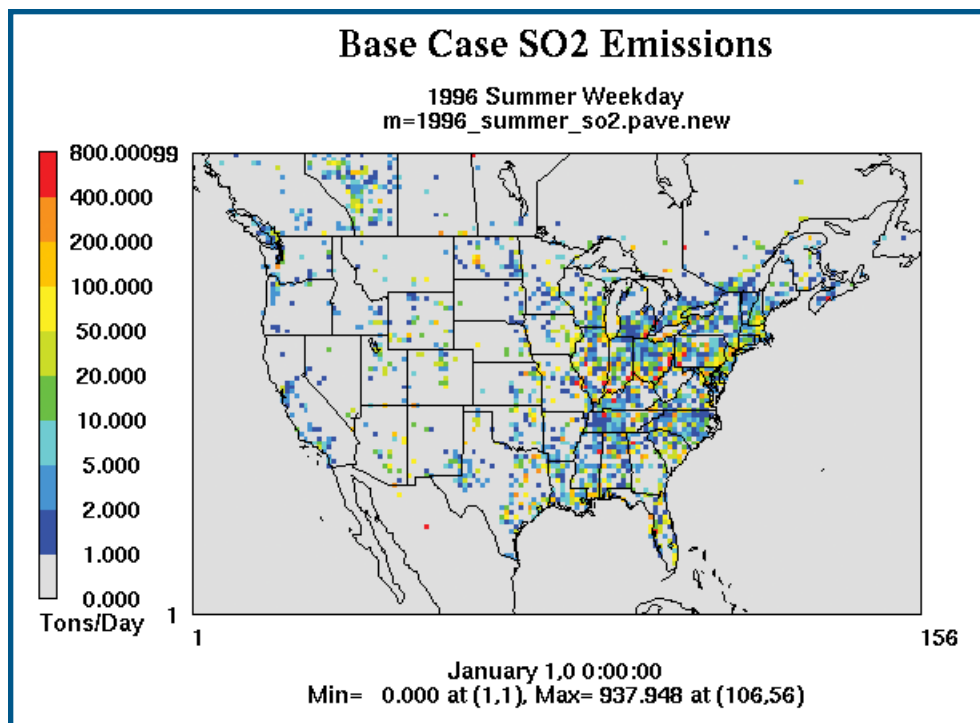 Base Case SO2 Emissions
1996 Summer Weekday
m=1996_summer_so2.pave.new
800.000
400.000
200.000
100.000
50.000
20.000
10.000
5.000
2.000
1.000
0.000
Tons/Day
99
1
1
156
January 1,0 0:00:00
Min= 0.000 at (1,1), Max= 937.948 at (106,56)